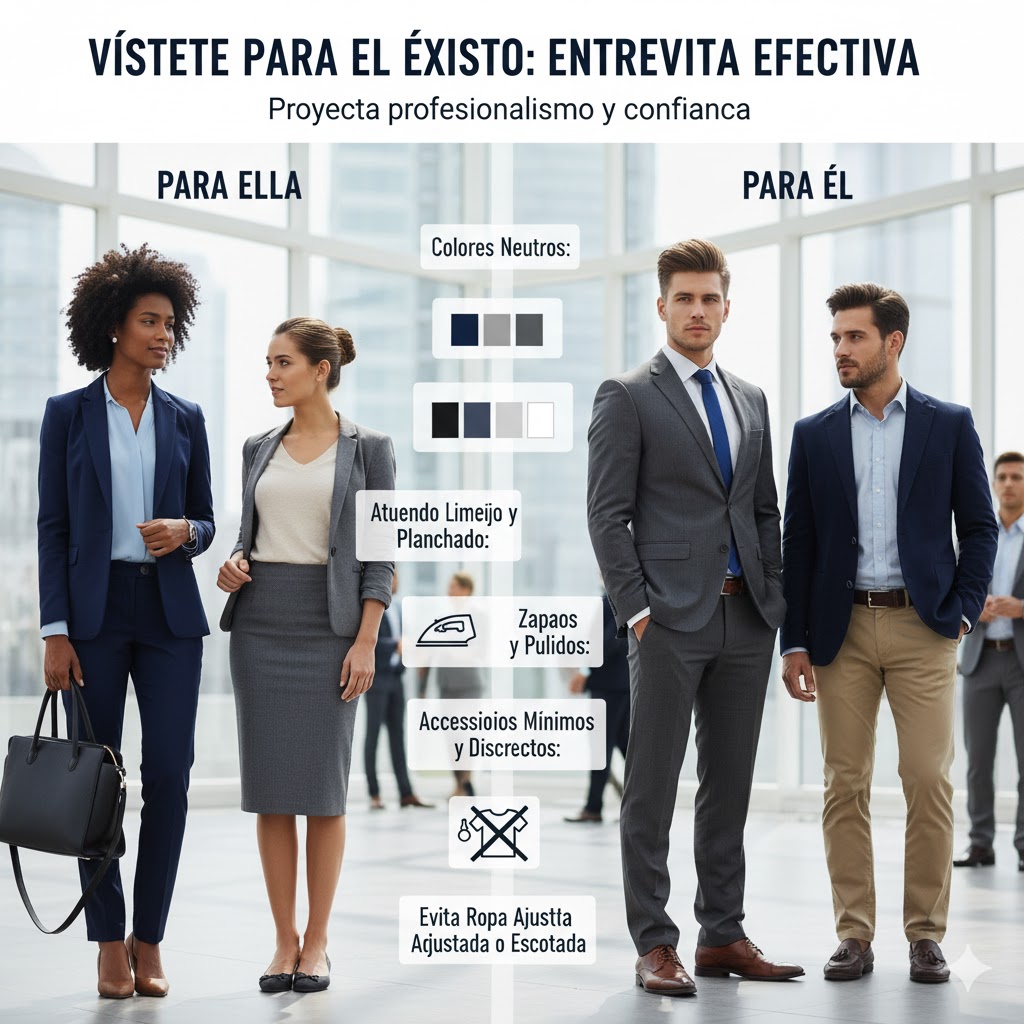 VÍSTETE PARA EL ÉXISTO: ENTREVITA EFECTIVA
Proyecta profesionalismo y confianca
PARA ELLA
PARA ÉL
Colores Neutros:
Atuendo Limeijo y
Planchado:
Zapaos
y Pulidos:
Accessioios Mínimos
y Discrectos:
Evita Ropa Ajustta
Acjustada o Escotada